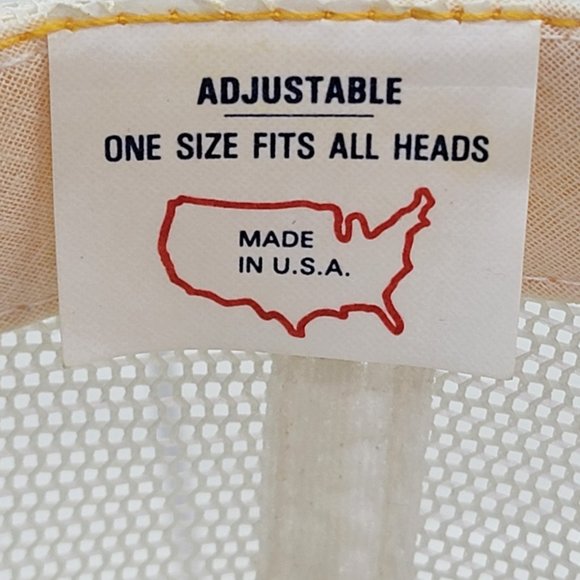 ADJUSTABLE
ONE SIZE FITS ALL HEADS
MADE
IN U.S.A.